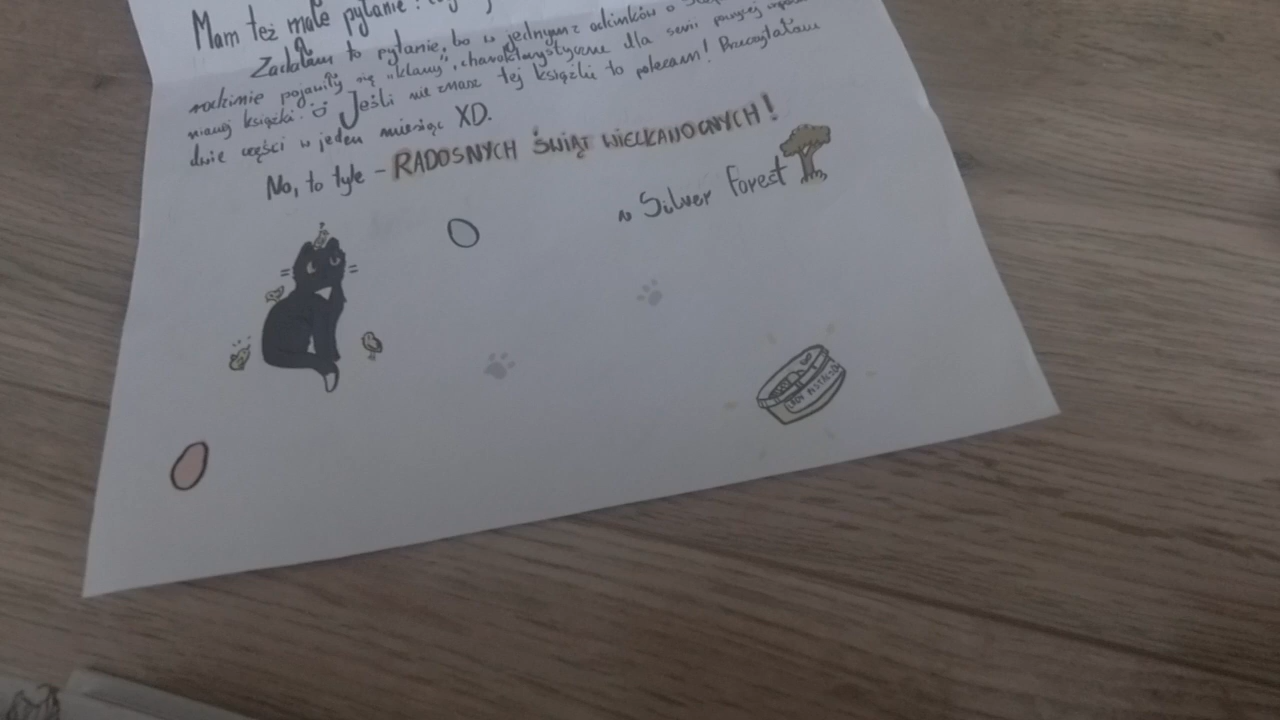 Mam też małe pytanie:
Zadałam to pytanie, bo w jednym z odcinków o
rodzinie pojawiły się "klany", charakterystyczne dla serii
nianej książki. Jeśli nie znasz tej książki to polecam! Przeczytałam
dwie części w jeden miesiąc XD.
No, to tyle - RADOSNYCH ŚWIĄT WIELKANOCNYCH!
~ Silver Forest